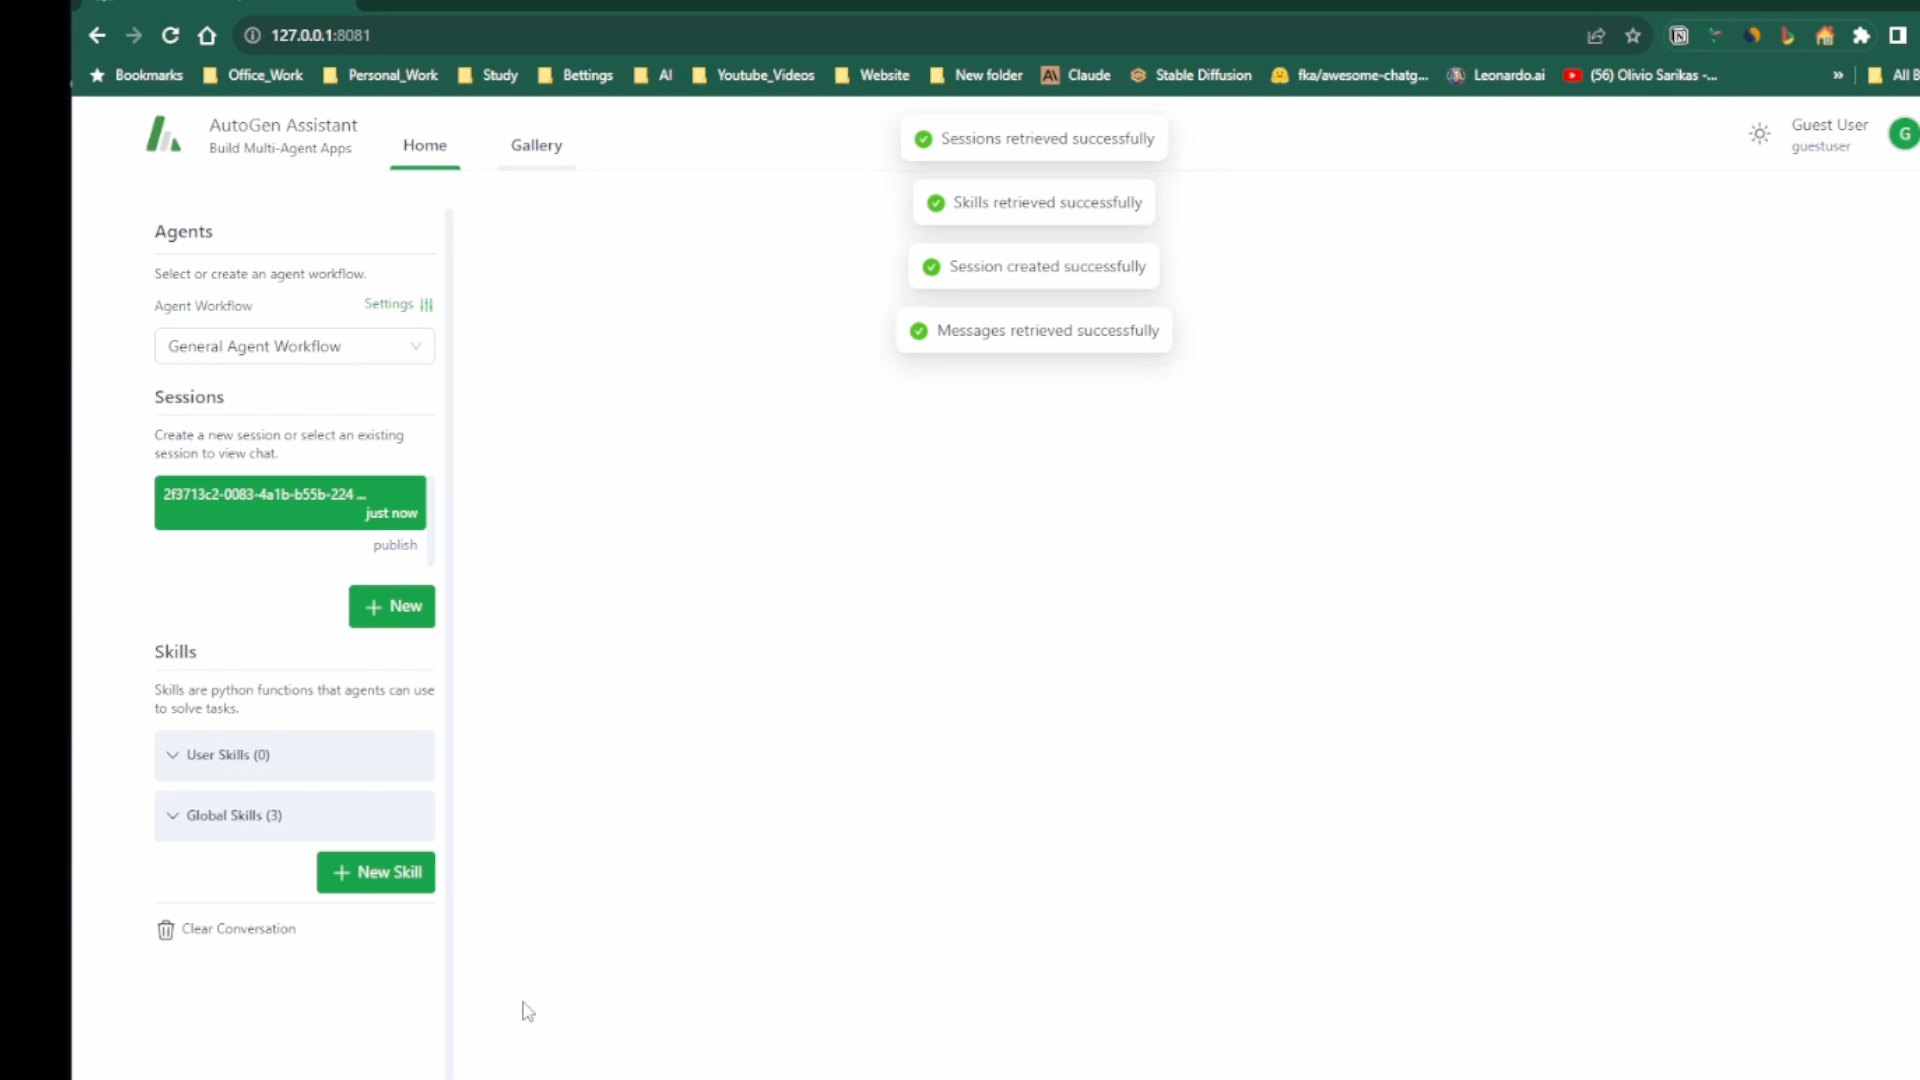 127.0.0.1:8081
Bookmarks Office_Work Personal_Work Study Bettings AI Youtube_Videos Website New folder Claude Stable Diffusion fka/awesome-chatg... Leonardo.ai (56) Olivio Sarikas -... » All B
AutoGen Assistant
Build Multi-Agent Apps
Home
Gallery
Guest User
guestuser
G
Sessions retrieved successfully
Skills retrieved successfully
Session created successfully
Messages retrieved successfully
Agents
Select or create an agent workflow.
Agent Workflow Settings
General Agent Workflow
Sessions
Create a new session or select an existing
session to view chat.
2f3713c2-0083-4a1b-b55b-224 ...
just now
publish
+ New
Skills
Skills are python functions that agents can use
to solve tasks.
User Skills (0)
Global Skills (3)
+ New Skill
Clear Conversation